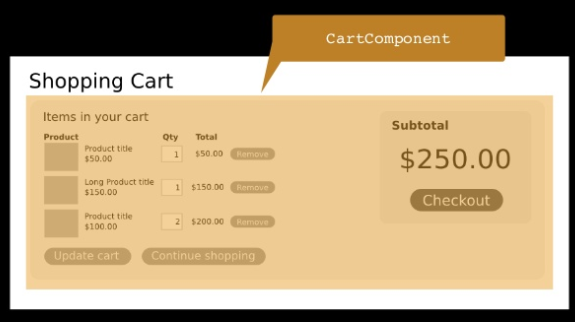 CartComponent
Shopping Cart
Items in your cart
Product Qty Total
Product title
$50.00
1 $50.00 Remove
Long Product title
$150.00
1 $150.00 Remove
Product title
$100.00
2 $200.00 Remove
Update cart Continue shopping
Subtotal
$250.00
Checkout